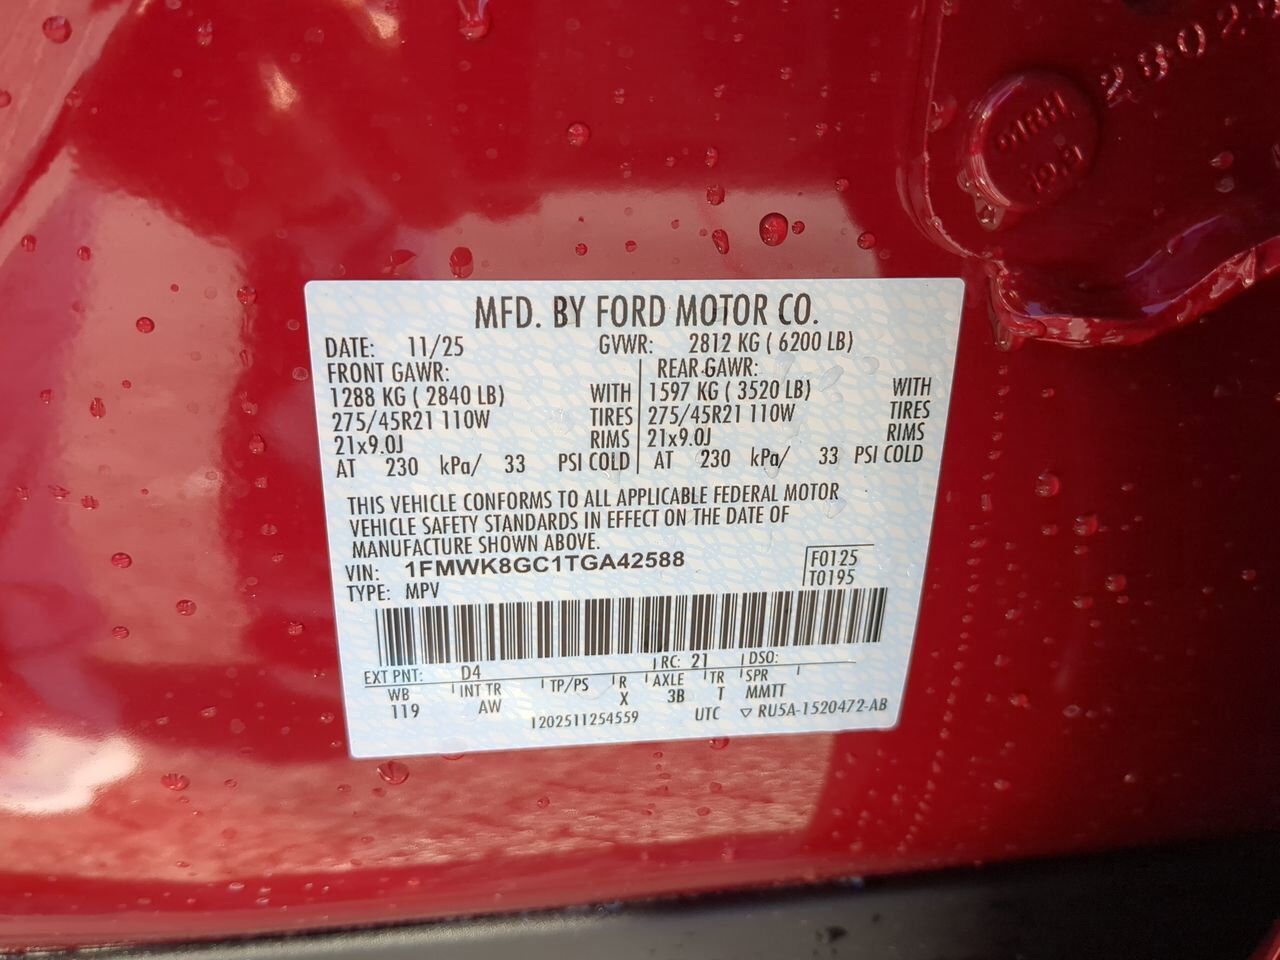 MFD. BY FORD MOTOR CO.
DATE: 11/25 GVWR: 2812 KG ( 6200 LB)
FRONT GAWR: REAR GAWR:
1288 KG ( 2840 LB) WITH 1597 KG ( 3520 LB) WITH
275/45R21 110W TIRES 275/45R21 110W TIRES
21x9.0J RIMS 21x9.0J RIMS
AT 230 kPa/ 33 PSI COLD AT 230 kPa/ 33 PSI COLD
THIS VEHICLE CONFORMS TO ALL APPLICABLE FEDERAL MOTOR
VEHICLE SAFETY STANDARDS IN EFFECT ON THE DATE OF
MANUFACTURE SHOWN ABOVE.
VIN: 1FMWK8GC1TGA42588 F0125
TYPE: MPV T0195
EXT PNT: D4 RC: 21 DSO:
WB INT TR TP/PS R AXLE TR SPR
119 AW X 3B T MMTT
1202511254559 UTC ▽ RU5A-1520472-AB